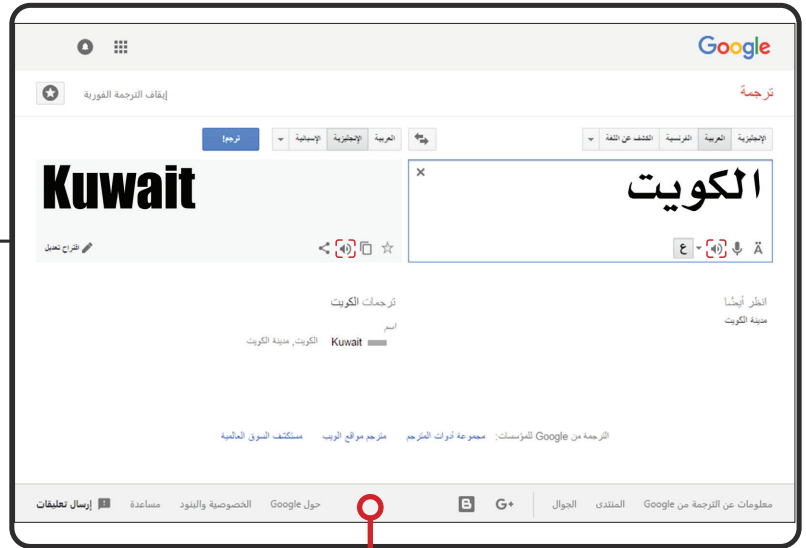 Google
ترجمة
إيقاف الترجمة الفورية
الإنجليزية العربية الفرنسية الكشف عن اللغة
العربية الإنجليزية الإسبانية ترجم!
الكويت
Kuwait
Ä ع
اقتراح تعديل
انظر أيضًا
مدينة الكويت
ترجمات الكويت
اسم
Kuwait الكويت, مدينة الكويت
الترجمة من Google للمؤسسات: مجموعة أدوات المترجم مترجم مواقع الويب مستكشف السوق العالمية
معلومات عن الترجمة من Google المنتدى الجوال G+ B حول Google الخصوصية والبنود مساعدة إرسال تعليقات